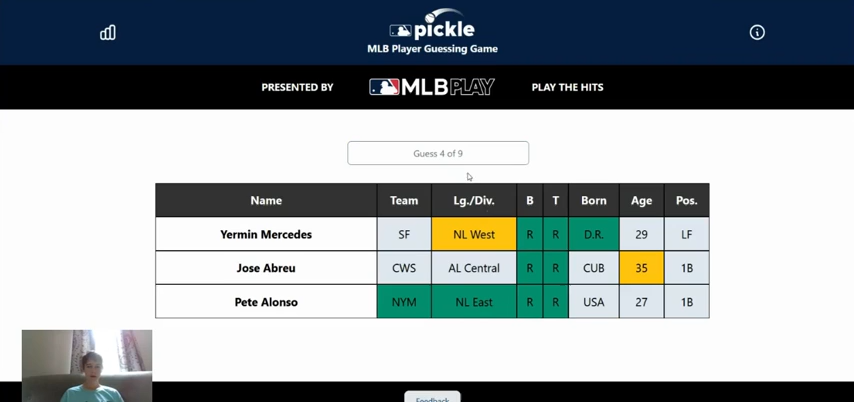 pickle
MLB Player Guessing Game
PRESENTED BY MLB PLAY PLAY THE HITS
Guess 4 of 9
Name Team Lg./Div. B T Born Age Pos.
Yermin Mercedes SF NL West R R D.R. 29 LF
Jose Abreu CWS AL Central R R CUB 35 1B
Pete Alonso NYM NL East R R USA 27 1B
Feedback